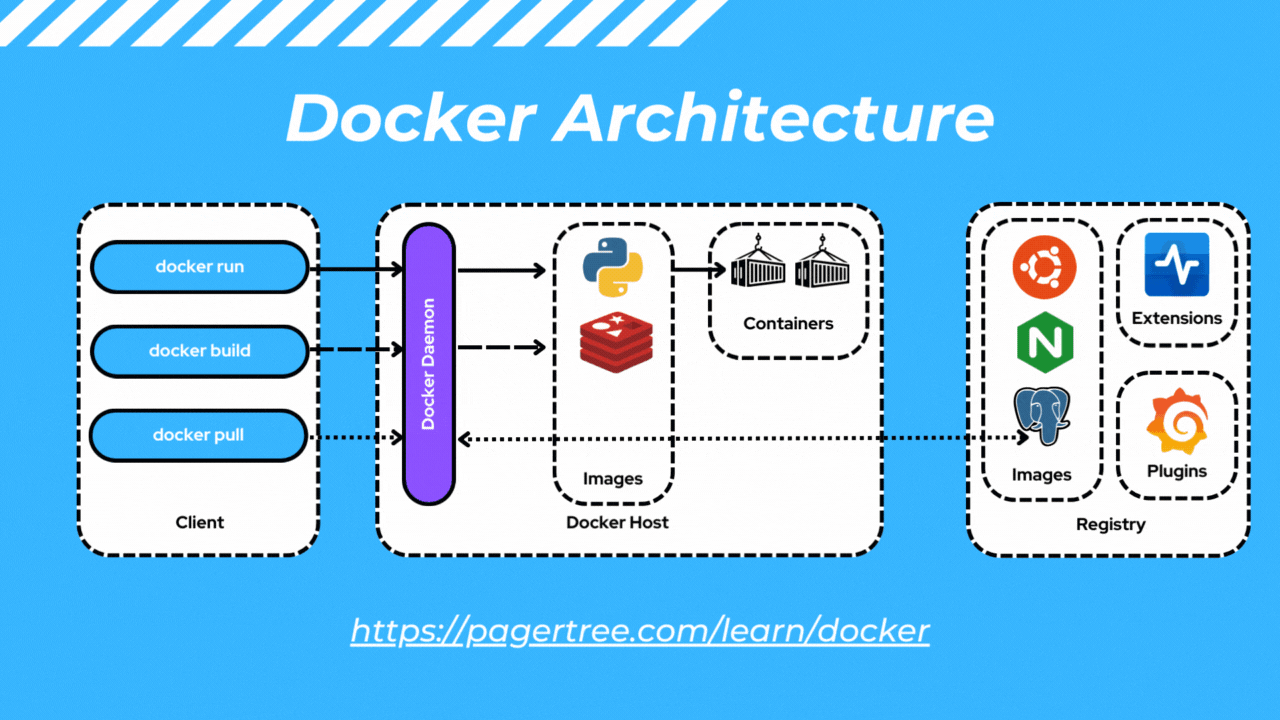 Docker Architecture
docker run
docker build
docker pull
Client
Docker Daemon
Images
Containers
Docker Host
Images
Extensions
Plugins
Registry
https://pagertree.com/learn/docker